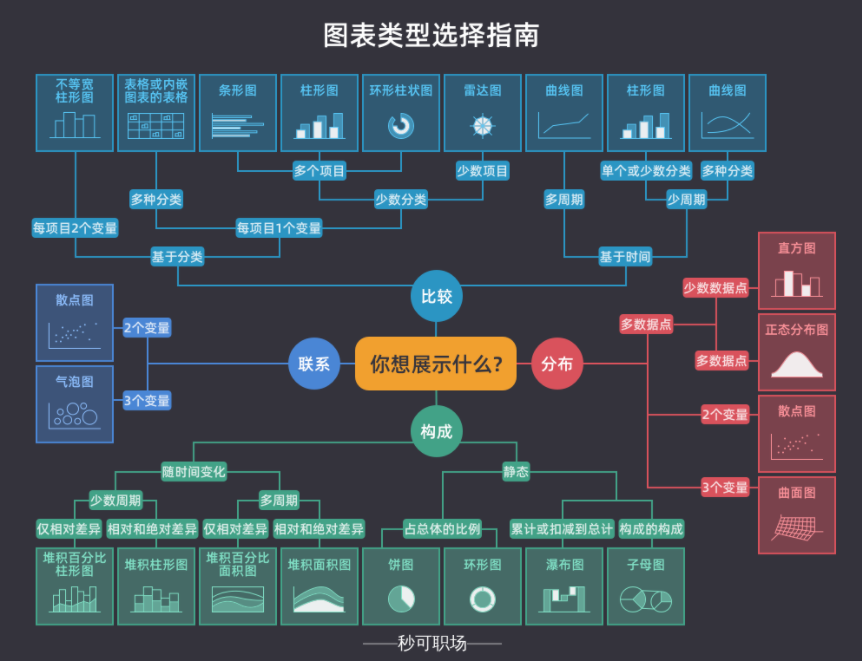 图表类型选择指南
不等宽
柱形图
表格或内嵌
图表的表格
条形图
柱形图
环形柱状图
雷达图
曲线图
柱形图
曲线图
多个项目
少数项目
单个或少数分类
多种分类
多种分类
少数分类
多周期
少周期
每项目2个变量
每项目1个变量
基于分类
基于时间
比较
散点图
2个变量
气泡图
3个变量
联系
你想展示什么?
分布
多数据点
少数数据点
直方图
多数据点
正态分布图
2个变量
散点图
3个变量
曲面图
构成
随时间变化
静态
少数周期
多周期
仅相对差异
相对和绝对差异
仅相对差异
相对和绝对差异
占总体的比例
累计或扣减到总计
构成的构成
堆积百分比
柱形图
堆积柱形图
堆积百分比
面积图
堆积面积图
饼图
环形图
瀑布图
子母图
秒可职场